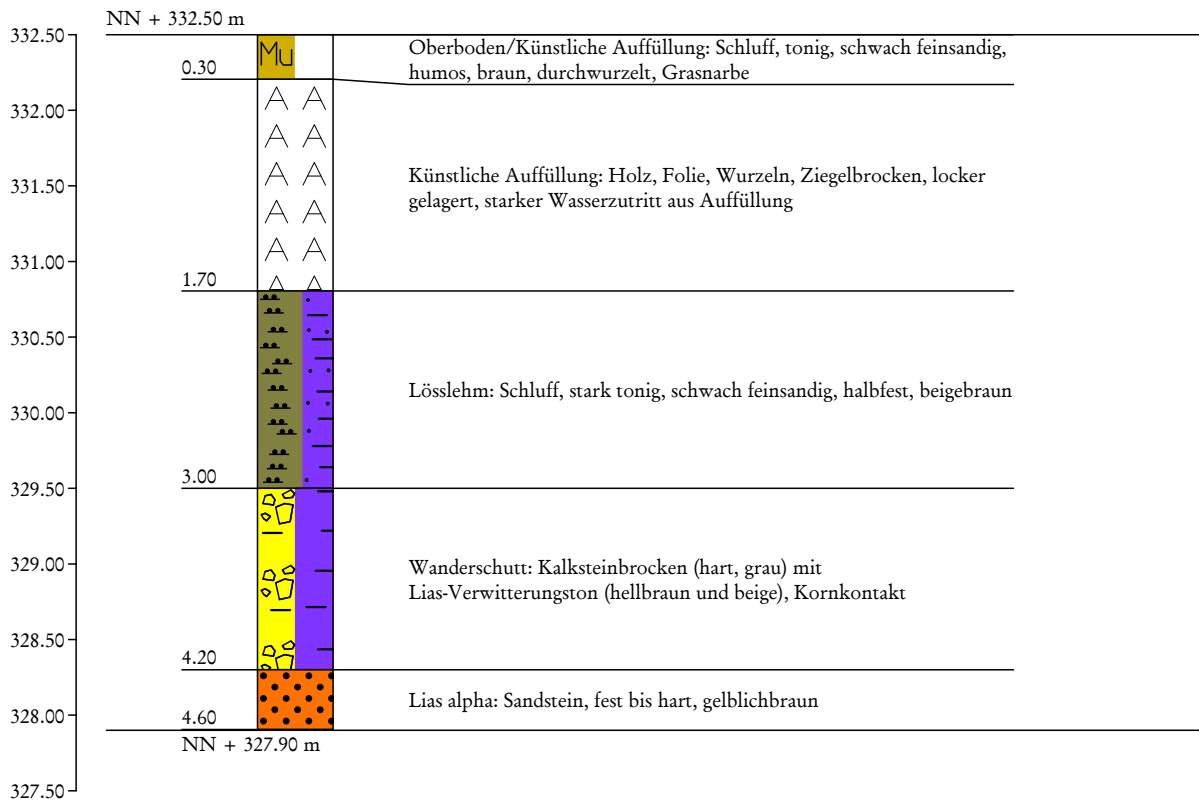 NN + 332.50 m
332.50
Mu
Oberboden/Künstliche Auffüllung: Schluff, tonig, schwach feinsandig,
humos, braun, durchwurzelt, Grasnarbe
0.30
332.00
A A
A A
A A
331.50
Künstliche Auffüllung: Holz, Folie, Wurzeln, Ziegelbrocken, locker
gelagert, starker Wasserzutritt aus Auffüllung
A A
A A
331.00
1.70
A A
330.50
Lösslehm: Schluff, stark tonig, schwach feinsandig, halbfest, beigebraun
330.00
3.00
329.50
329.00
Wanderschutt: Kalksteinbrocken (hart, grau) mit
Lias-Verwitterungston (hellbraun und beige), Kornkontakt
328.50
4.20
Lias alpha: Sandstein, fest bis hart, gelblichbraun
328.00
4.60
NN + 327.90 m
327.50